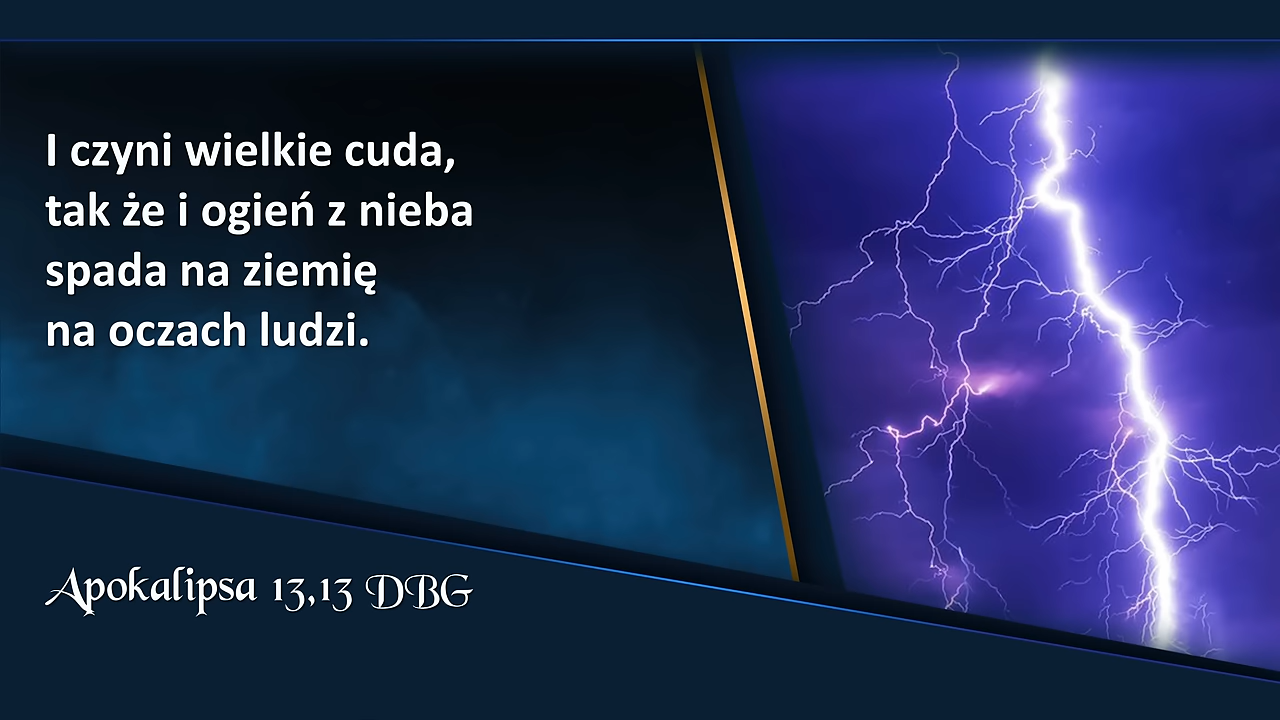 I czyni wielkie cuda,
tak że i ogień z nieba
spada na ziemię
na oczach ludzi.
Apokalipsa 13,13 DBG